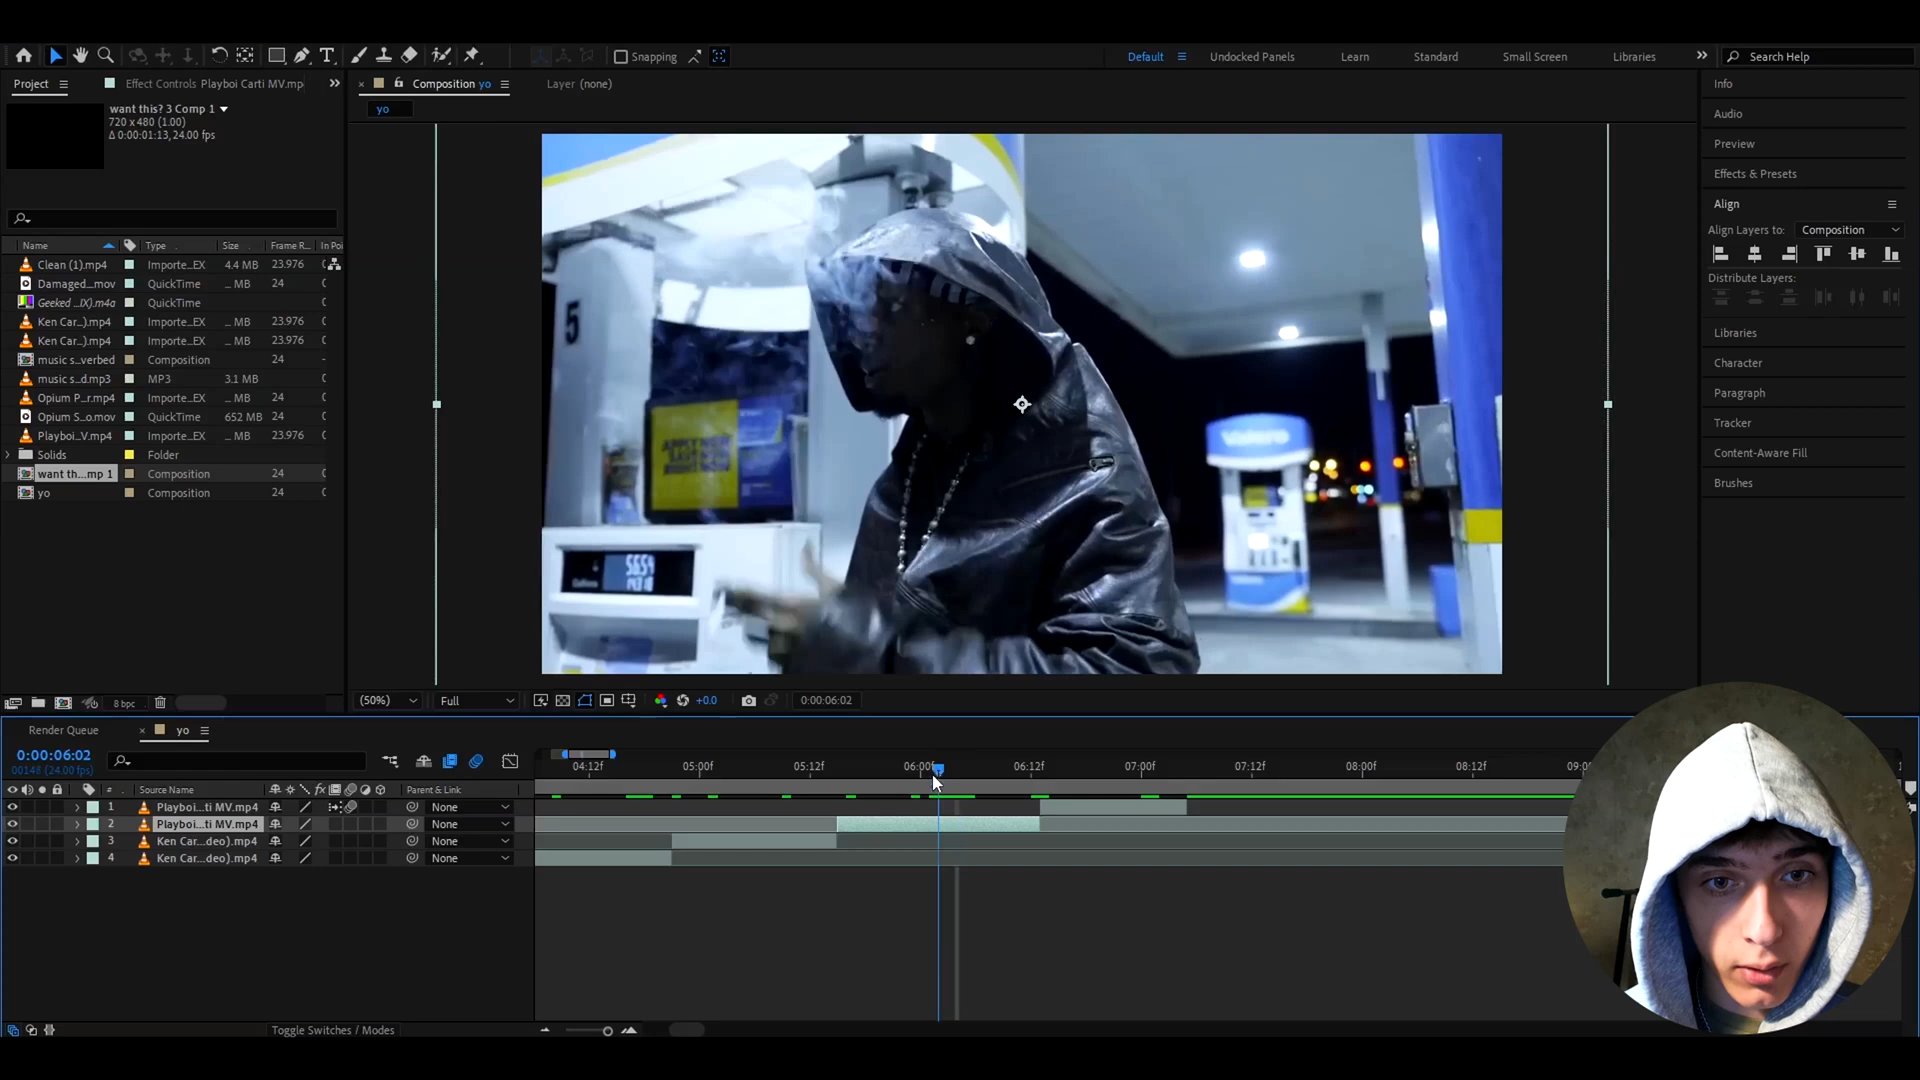 Snapping
Default
Undocked Panels
Learn
Standard
Small Screen
Libraries
Search Help
Project
Effect Controls Playboi Carti MV.mp
Composition yo
Layer (none)
yo
want this? 3 Comp 1
720 x 480 (1.00)
Δ 0:00:01:13, 24.00 fps
Name
Type
Size
Frame R...
In Poi
Clean (1).mp4 Importe...EX 4.4 MB 23.976
Damaged...mov QuickTime ... MB 24
Geeked ...IX).m4a QuickTime
Ken Car...).mp4 Importe...EX ... MB 23.976
Ken Car...).mp4 Importe...EX ... MB 23.976
music s...verbed Composition 24
music s...d.mp3 MP3 3.1 MB
Opium P...r.mp4 Importe...EX ... MB 24
Opium S...o.mov QuickTime 652 MB 24
Playboi...V.mp4 Importe...EX ... MB 23.976
Solids Folder
want th...mp 1 Composition 24
yo Composition 24
8 bpc
5
Valero
(50%)
Full
+0.0
0:00:06:02
Info
Audio
Preview
Effects & Presets
Align
Align Layers to: Composition
Distribute Layers:
Libraries
Character
Paragraph
Tracker
Content-Aware Fill
Brushes
Render Queue
yo
0:00:06:02
00146 (24.00 fps)
04:12f
05:00f
05:12f
06:00f
06:12f
07:00f
07:12f
08:00f
08:12f
09:0
#
Source Name
fx
Parent & Link
1 Playboi...ti MV.mp4 None
2 Playboi...ti MV.mp4 None
3 Ken Car...deo).mp4 None
4 Ken Car...deo).mp4 None
Toggle Switches / Modes